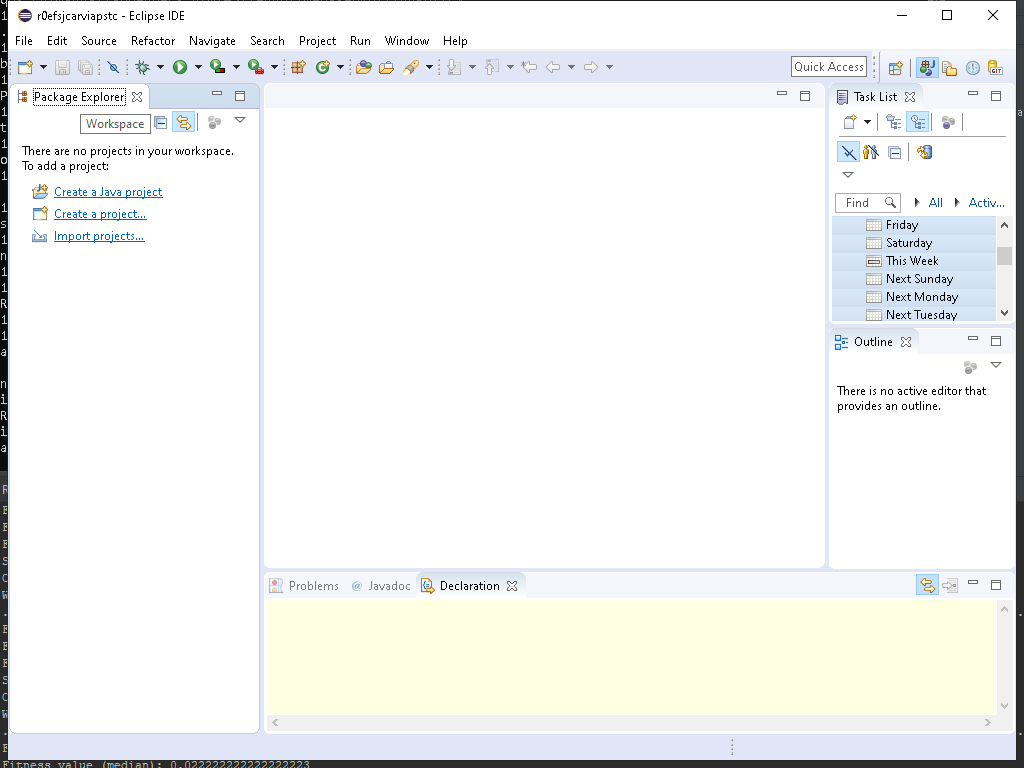 r0efsjcarviapstc - Eclipse IDE
File Edit Source Refactor Navigate Search Project Run Window Help
Quick Access
Package Explorer
Task List
Workspace
There are no projects in your workspace.
To add a project:
Create a Java project
Create a project...
Import projects...
Find All Activ...
Friday
Saturday
This Week
Next Sunday
Next Monday
Next Tuesday
Outline
There is no active editor that
provides an outline.
Problems @ Javadoc Declaration
Fitness value (median): 0.022222222222222223